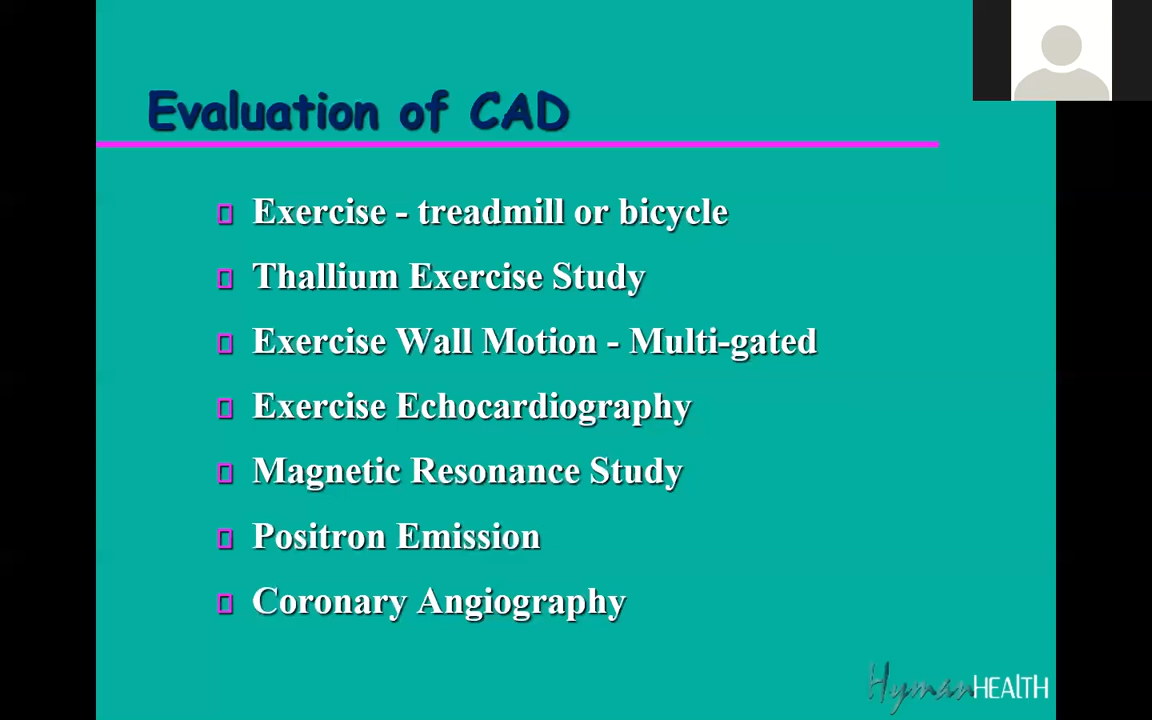 Evaluation of CAD
Exercise - treadmill or bicycle
Thallium Exercise Study
Exercise Wall Motion - Multi-gated
Exercise Echocardiography
Magnetic Resonance Study
Positron Emission
Coronary Angiography
HymanHEALTH